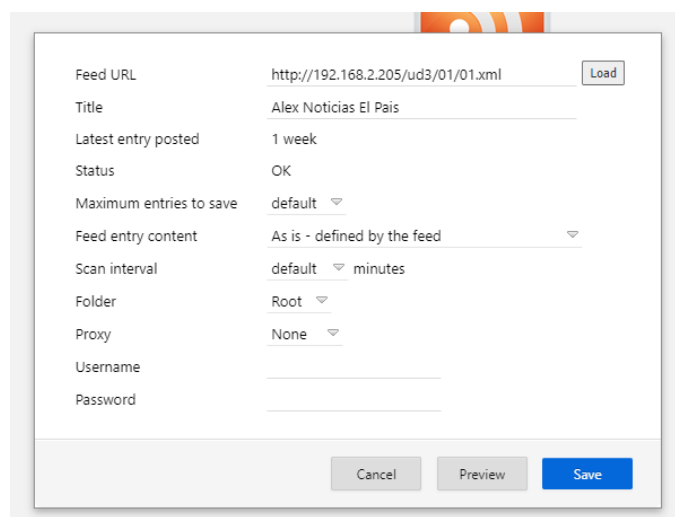 Feed URL http://192.168.2.205/ud3/01/01.xml Load
Title Alex Noticias El Pais
Latest entry posted 1 week
Status OK
Maximum entries to save default
Feed entry content As is - defined by the feed
Scan interval default minutes
Folder Root
Proxy None
Username
Password
Cancel Preview Save